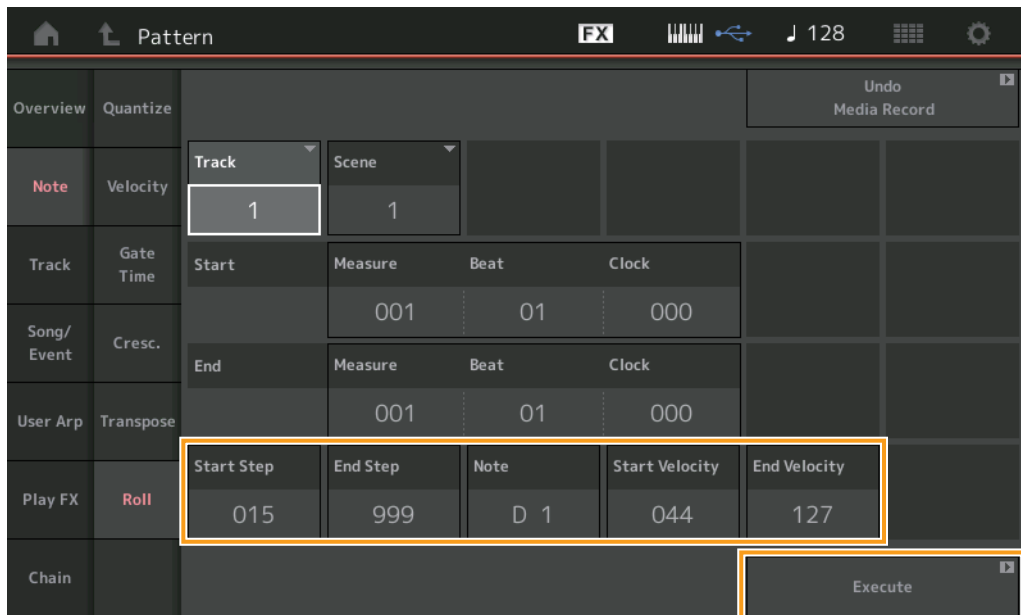 Pattern
FX
♩ 128
Overview
Quantize
Undo
Media Record
Note
Velocity
Track
1
Scene
1
Track
Gate
Time
Start
Measure
Beat
Clock
001
01
000
Song/
Event
Cresc.
End
Measure
Beat
Clock
001
01
000
User Arp
Transpose
Play FX
Roll
Start Step
End Step
Note
Start Velocity
End Velocity
015
999
D 1
044
127
Chain
Execute